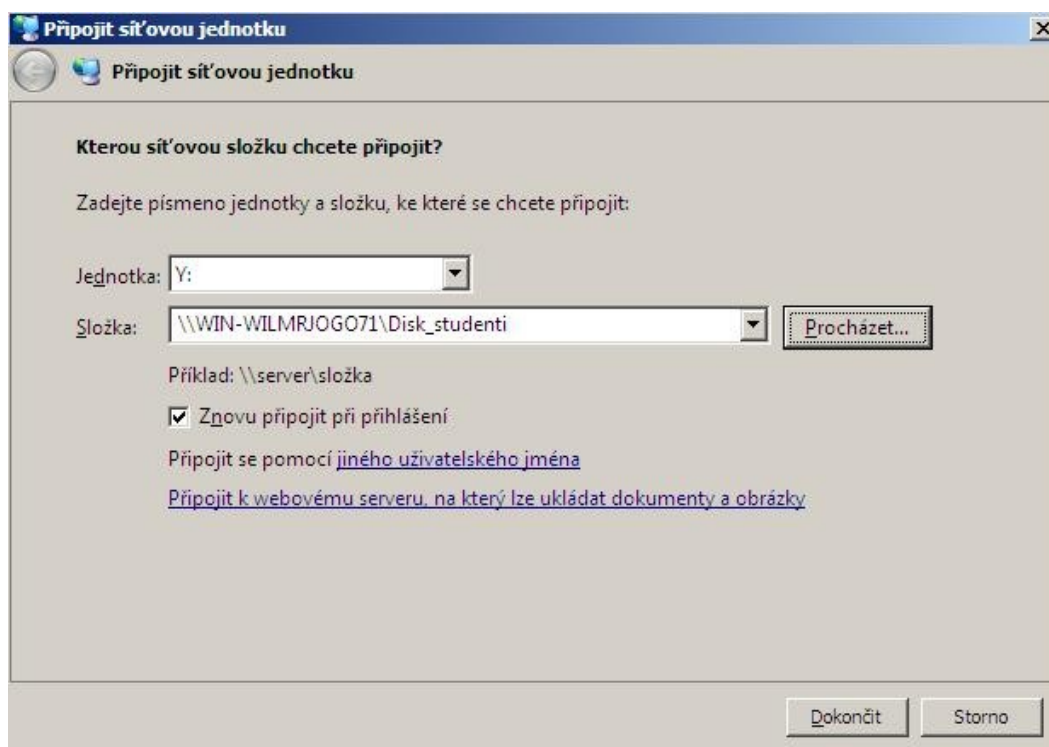 Připojit síťovou jednotku
Připojit síťovou jednotku
Kterou síťovou složku chcete připojit?
Zadejte písmeno jednotky a složku, ke které se chcete připojit:
Jednotka: Y:
Složka: \\WIN-WILMRJOGO71\Disk_studenti Procházet...
Příklad: \\server\složka
Znovu připojit při přihlášení
Připojit se pomocí jiného uživatelského jména
Připojit k webovému serveru, na který lze ukládat dokumenty a obrázky
Dokončit Storno